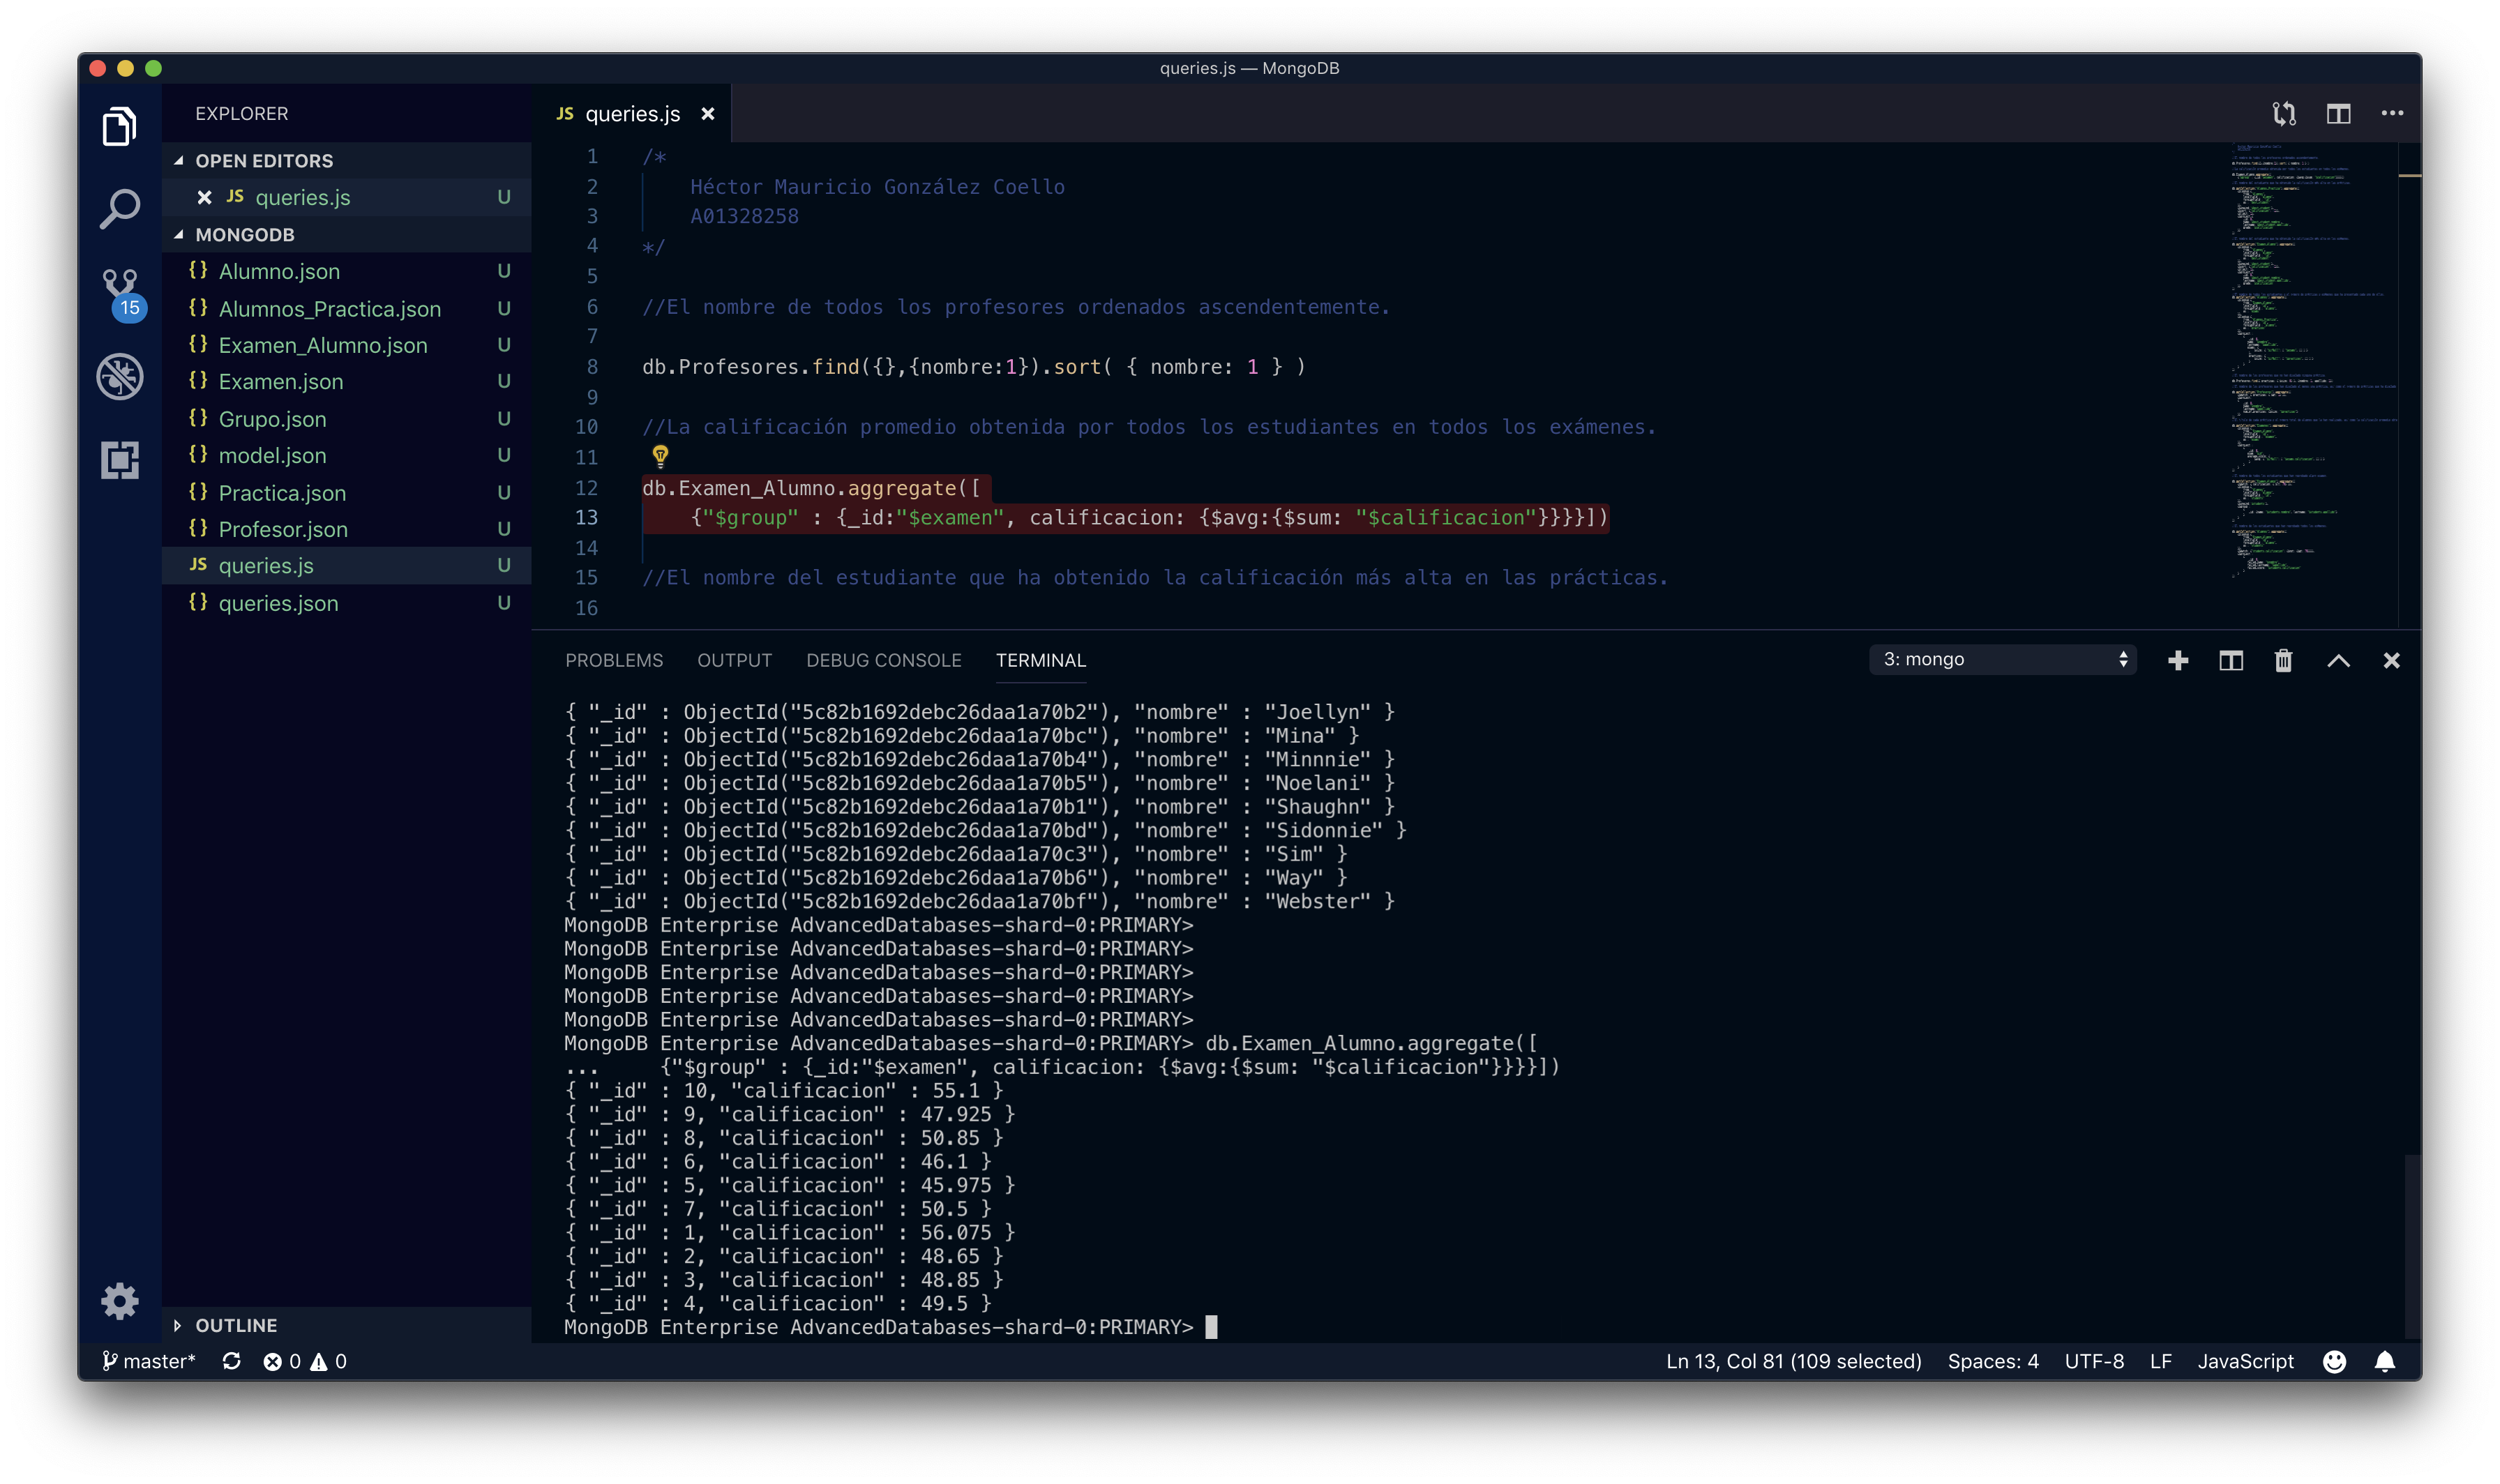 queries.js — MongoDB
EXPLORER
OPEN EDITORS
JS queries.js U
MONGODB
{} Alumno.json U
{} Alumnos_Practica.json U
{} Examen_Alumno.json U
{} Examen.json U
{} Grupo.json U
{} model.json U
{} Practica.json U
{} Profesor.json U
JS queries.js U
{} queries.json U
OUTLINE
15
JS queries.js
1 /*
2 Héctor Mauricio González Coello
3 A01328258
4 */
5
6 //El nombre de todos los profesores ordenados ascendentemente.
7
8 db.Profesores.find({},{nombre:1}).sort( { nombre: 1 } )
9
10 //La calificación promedio obtenida por todos los estudiantes en todos los exámenes.
11
12 db.Examen_Alumno.aggregate([
13 {"$group" : {_id:"$examen", calificacion: {$avg:{$sum: "$calificacion"}}}}])
14
15 //El nombre del estudiante que ha obtenido la calificación más alta en las prácticas.
16
PROBLEMS OUTPUT DEBUG CONSOLE TERMINAL 3: mongo
{ "_id" : ObjectId("5c82b1692debc26daa1a70b2"), "nombre" : "Joellyn" }
{ "_id" : ObjectId("5c82b1692debc26daa1a70bc"), "nombre" : "Mina" }
{ "_id" : ObjectId("5c82b1692debc26daa1a70b4"), "nombre" : "Minnnie" }
{ "_id" : ObjectId("5c82b1692debc26daa1a70b5"), "nombre" : "Noelani" }
{ "_id" : ObjectId("5c82b1692debc26daa1a70b1"), "nombre" : "Shaughn" }
{ "_id" : ObjectId("5c82b1692debc26daa1a70bd"), "nombre" : "Sidonnie" }
{ "_id" : ObjectId("5c82b1692debc26daa1a70c3"), "nombre" : "Sim" }
{ "_id" : ObjectId("5c82b1692debc26daa1a70b6"), "nombre" : "Way" }
{ "_id" : ObjectId("5c82b1692debc26daa1a70bf"), "nombre" : "Webster" }
MongoDB Enterprise AdvancedDatabases-shard-0:PRIMARY>
MongoDB Enterprise AdvancedDatabases-shard-0:PRIMARY>
MongoDB Enterprise AdvancedDatabases-shard-0:PRIMARY>
MongoDB Enterprise AdvancedDatabases-shard-0:PRIMARY>
MongoDB Enterprise AdvancedDatabases-shard-0:PRIMARY>
MongoDB Enterprise AdvancedDatabases-shard-0:PRIMARY> db.Examen_Alumno.aggregate([
... {"$group" : {_id:"$examen", calificacion: {$avg:{$sum: "$calificacion"}}}}])
{ "_id" : 10, "calificacion" : 55.1 }
{ "_id" : 9, "calificacion" : 47.925 }
{ "_id" : 8, "calificacion" : 50.85 }
{ "_id" : 6, "calificacion" : 46.1 }
{ "_id" : 5, "calificacion" : 45.975 }
{ "_id" : 7, "calificacion" : 50.5 }
{ "_id" : 1, "calificacion" : 56.075 }
{ "_id" : 2, "calificacion" : 48.65 }
{ "_id" : 3, "calificacion" : 48.85 }
{ "_id" : 4, "calificacion" : 49.5 }
MongoDB Enterprise AdvancedDatabases-shard-0:PRIMARY>
master* 0 0 Ln 13, Col 81 (109 selected) Spaces: 4 UTF-8 LF JavaScript